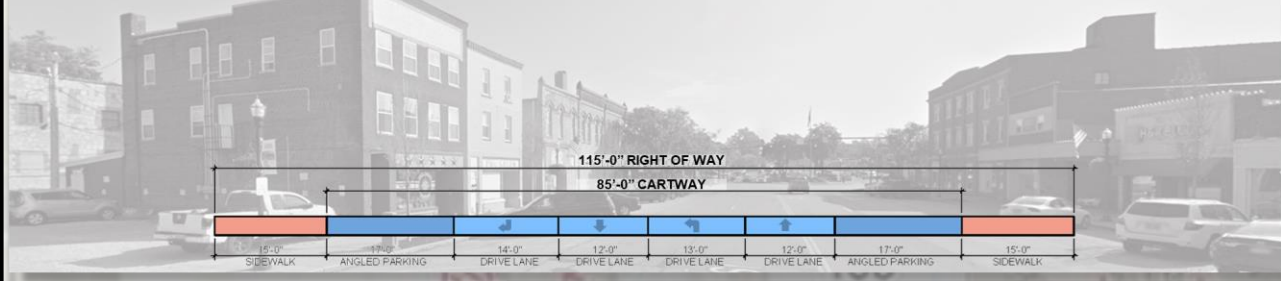 115'-0" RIGHT OF WAY
85'-0" CARTWAY
15'-0" 17'-0" 14'-0" 12'-0" 13'-0" 12'-0" 17'-0" 15'-0"
SIDEWALK ANGLED PARKING DRIVE LANE DRIVE LANE DRIVE LANE DRIVE LANE ANGLED PARKING SIDEWALK